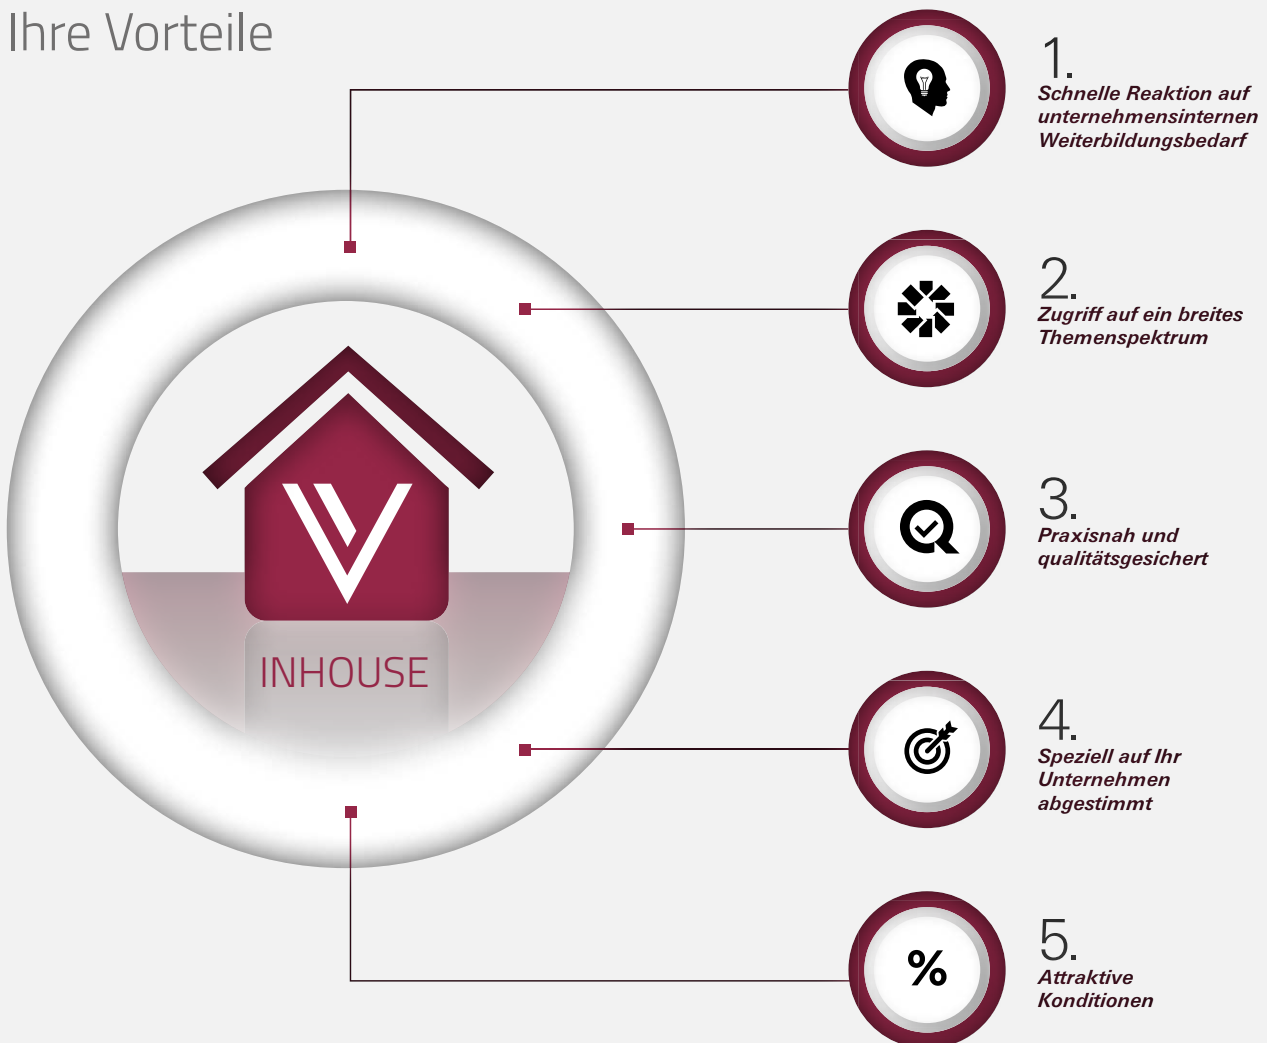 Ihre Vorteile
1.
Schnelle Reaktion auf
unternehmensinternen
Weiterbildungsbedarf
2.
Zugriff auf ein breites
Themenspektrum
3.
Praxisnah und
qualitätsgesichert
INHOUSE
4.
Speziell auf Ihr
Unternehmen
abgestimmt
%
5.
Attraktive
Konditionen